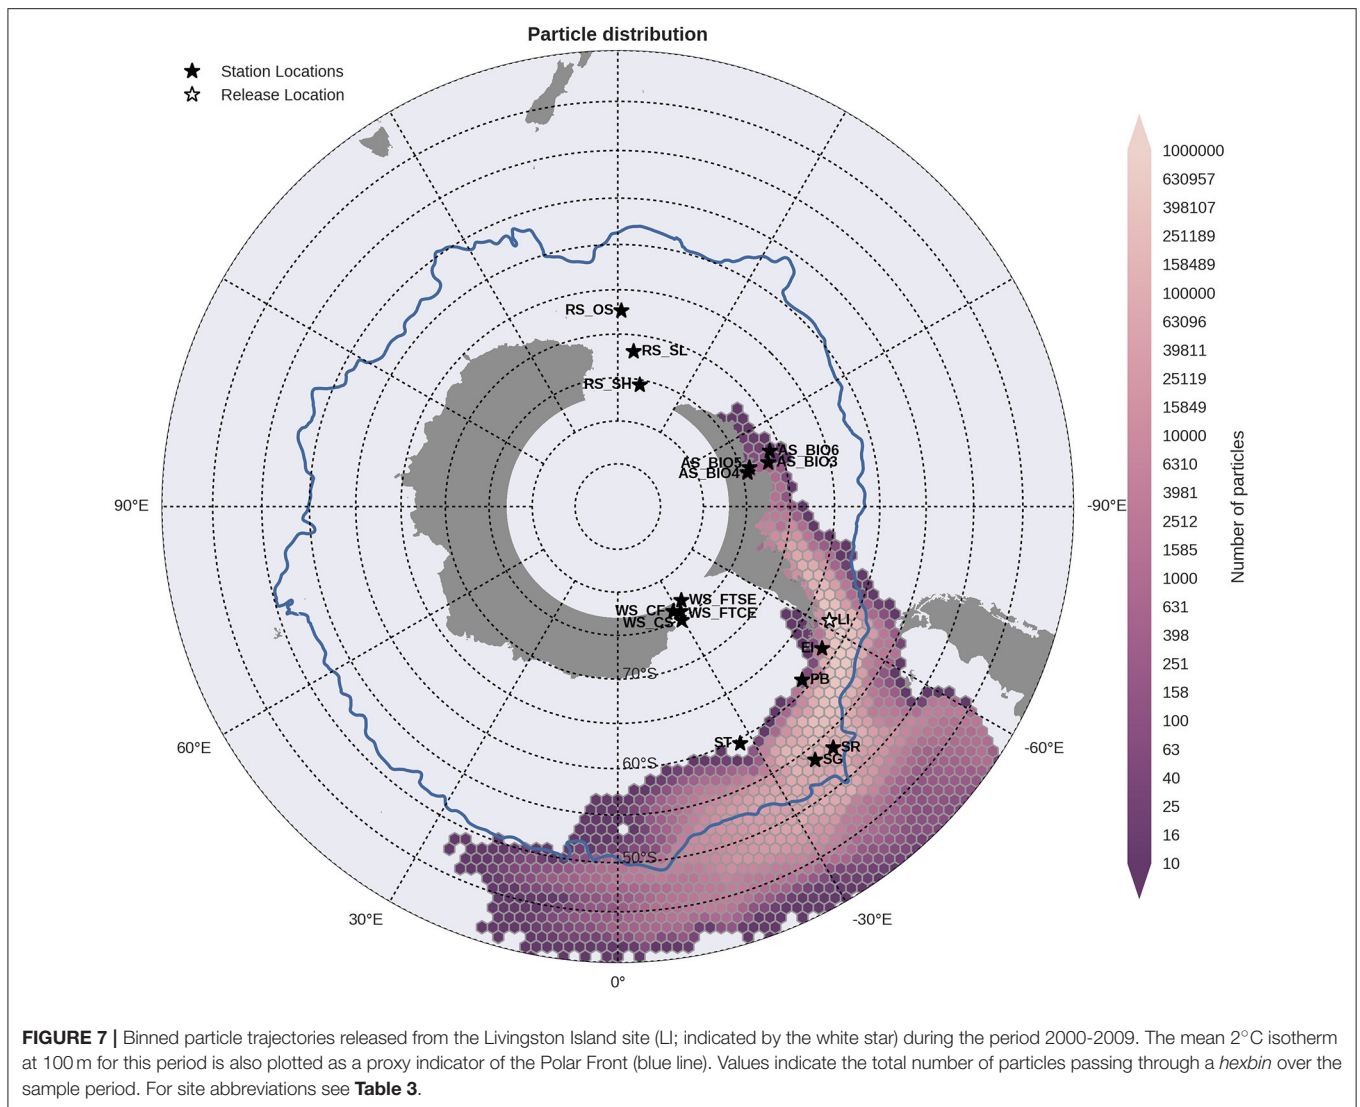 Particle distribution
Station Locations
Release Location
RS_OS
RS_SL
RS_SH
AS_BIO6
AS_BIO5
AS_BIO3
AS_BIO4
90°E
-90°E
WS_FTSE
WS_CF
WS_FTCE
WS_CS
LI
EI
70°S
PB
ST
SR
60°E
-60°E
SG
60°S
50°S
30°E
-30°E
0°
1000000
630957
398107
251189
158489
100000
63096
39811
25119
15849
10000
6310
3981
2512
1585
1000
631
398
251
158
100
63
40
25
16
10
Number of particles
FIGURE 7 | Binned particle trajectories released from the Livingston Island site (LI; indicated by the white star) during the period 2000-2009. The mean 2°C isotherm
at 100 m for this period is also plotted as a proxy indicator of the Polar Front (blue line). Values indicate the total number of particles passing through a hexbin over the
sample period. For site abbreviations see Table 3.